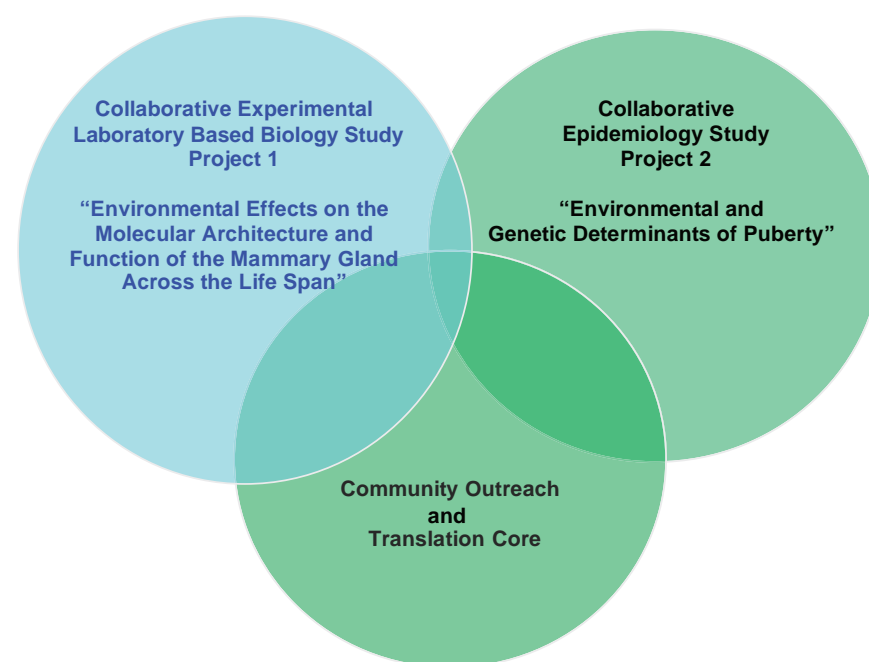 Collaborative Experimental
Laboratory Based Biology Study
Project 1
“Environmental Effects on the
Molecular Architecture and
Function of the Mammary Gland
Across the Life Span”
Collaborative
Epidemiology Study
Project 2
“Environmental and
Genetic Determinants of Puberty”
Community Outreach
and
Translation Core